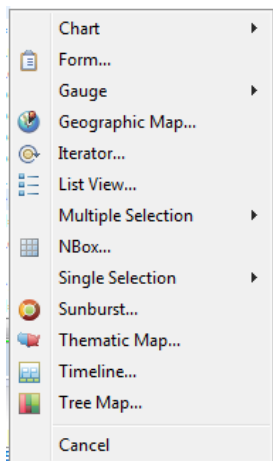 Chart
Form...
Gauge
Geographic Map...
Iterator...
List View...
Multiple Selection
NBox...
Single Selection
Sunburst...
Thematic Map...
Timeline...
Tree Map...
Cancel